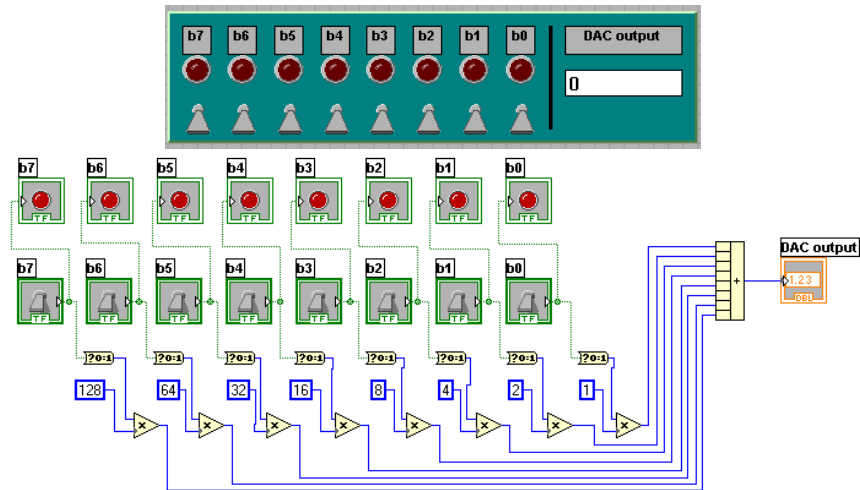 b7 b6 b5 b4 b3 b2 b1 b0 DAC output
0
b7 b6 b5 b4 b3 b2 b1 b0
TF TF TF TF TF TF TF TF
DAC output
b7 b6 b5 b4 b3 b2 b1 b0
1.23
DBL
TF TF TF TF TF TF TF TF
?0:1 ?0:1 ?0:1 ?0:1 ?0:1 ?0:1 ?0:1 ?0:1
128 64 32 16 8 4 2 1
× × × × × × × ×
+